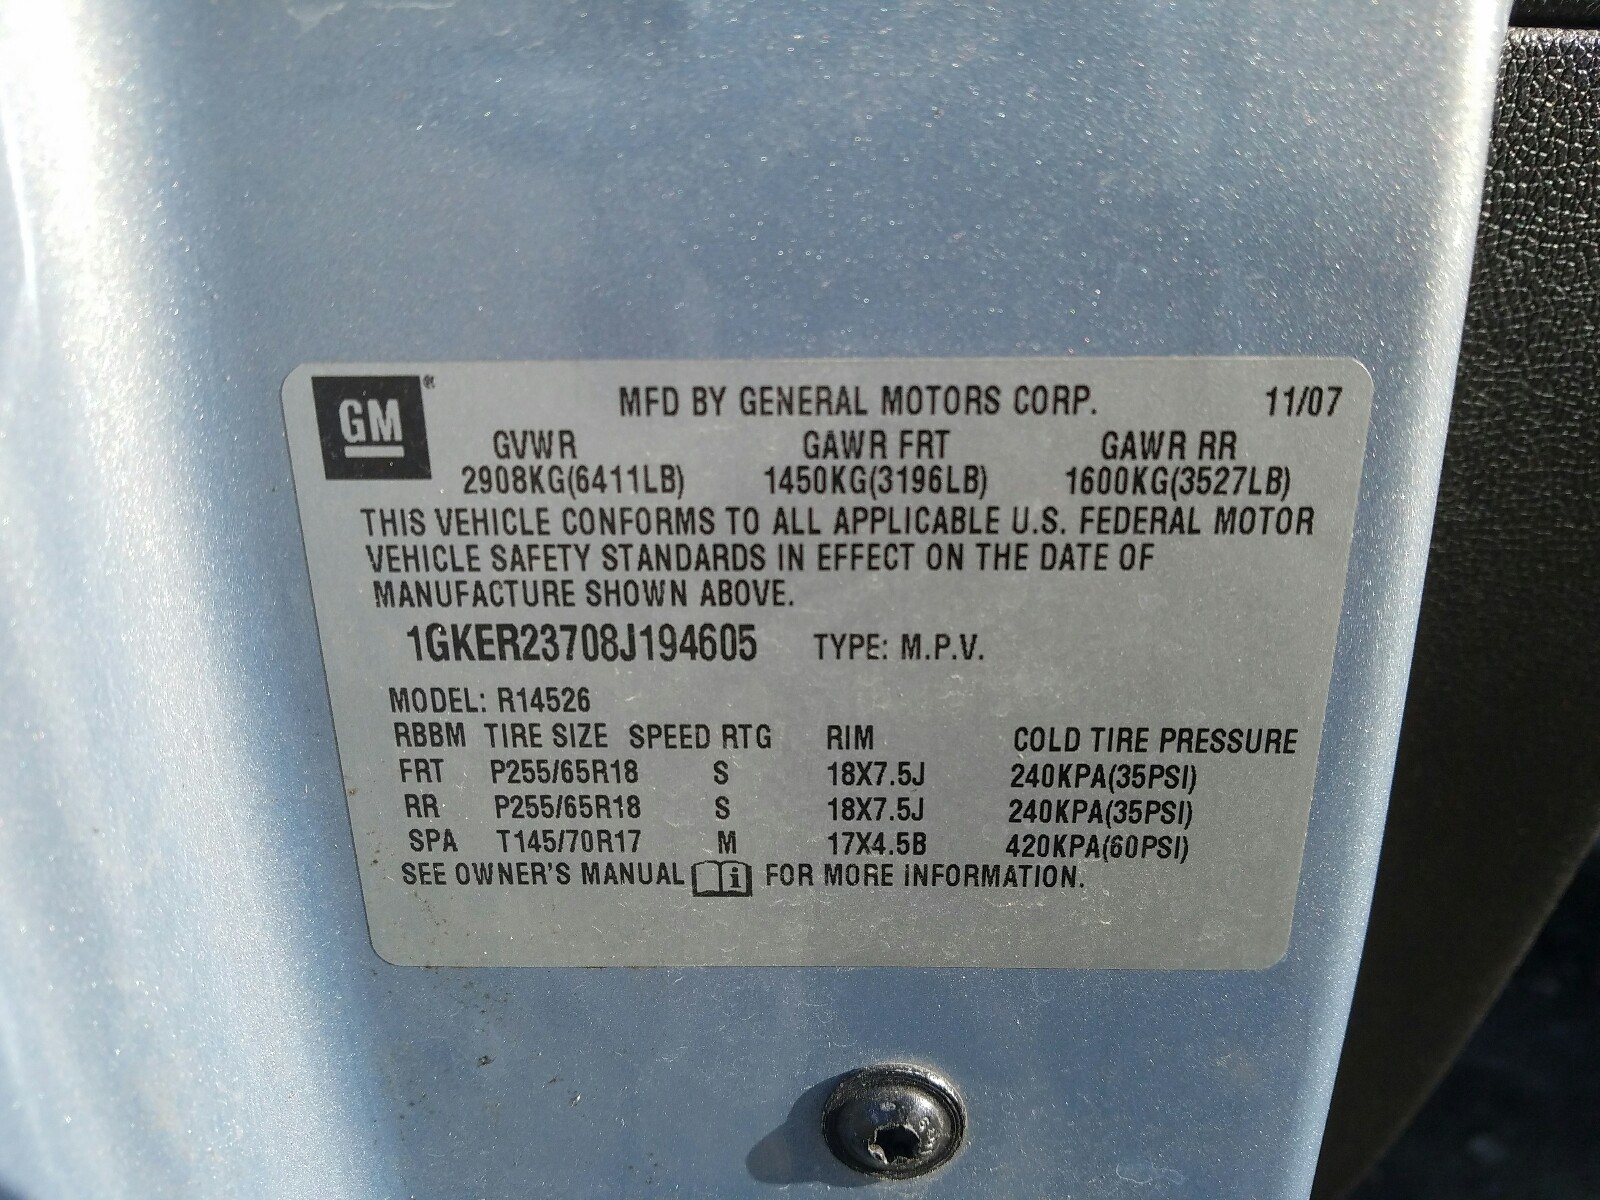 GM®
MFD BY GENERAL MOTORS CORP. 11/07
GVWR GAWR FRT GAWR RR
2908KG(6411LB) 1450KG(3196LB) 1600KG(3527LB)
THIS VEHICLE CONFORMS TO ALL APPLICABLE U.S. FEDERAL MOTOR
VEHICLE SAFETY STANDARDS IN EFFECT ON THE DATE OF
MANUFACTURE SHOWN ABOVE.
1GKER23708J194605 TYPE: M.P.V.
MODEL: R14526
RBBM TIRE SIZE SPEED RTG RIM COLD TIRE PRESSURE
FRT P255/65R18 S 18X7.5J 240KPA(35PSI)
RR P255/65R18 S 18X7.5J 240KPA(35PSI)
SPA T145/70R17 M 17X4.5B 420KPA(60PSI)
SEE OWNER'S MANUAL i FOR MORE INFORMATION.